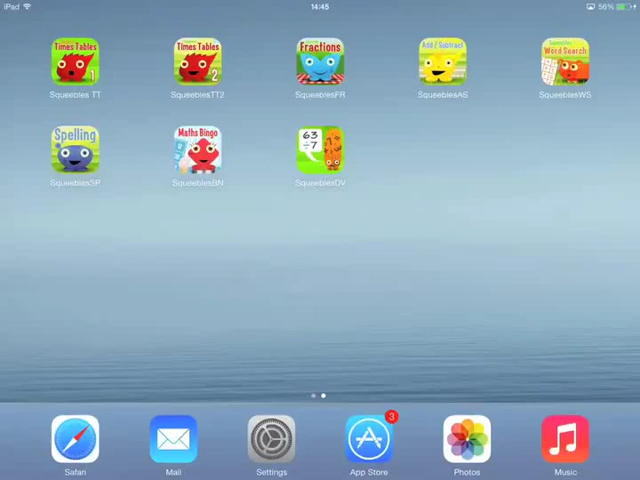 iPad 14:45 56%
Times Tables 1 Times Tables 2 Fractions Add & Subtract Word Search
Squeebles TT SqueeblesTT2 SqueeblesFR SqueeblesAS SqueeblesWS
Spelling Maths Bingo 63 ÷7
SqueeblesSP SqueeblesBN SqueeblesDV
3
Safari Mail Settings App Store Photos Music